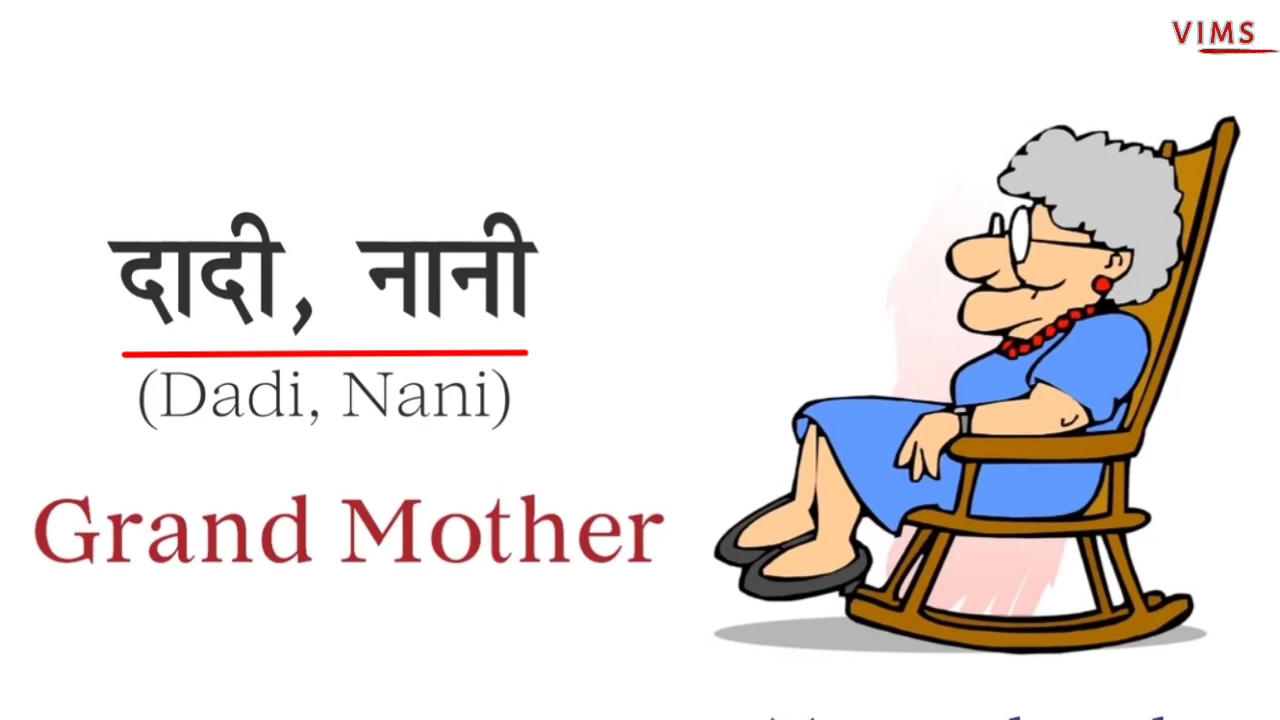 VIMS
दादी, नानी
(Dadi, Nani)
Grand Mother